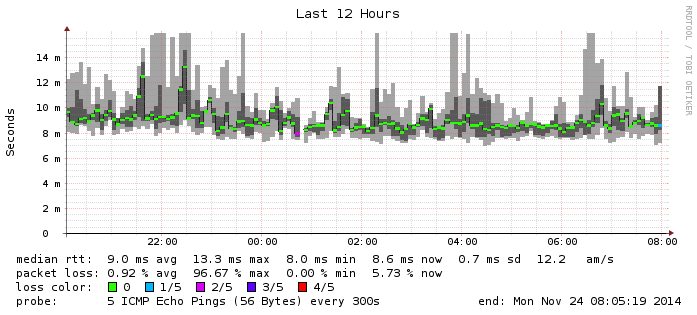 Last 12 Hours
RRDTOOL / TOBI OETIKER
Seconds
14 m
12 m
10 m
8 m
6 m
4 m
2 m
0
22:00 00:00 02:00 04:00 06:00 08:00
median rtt: 9.0 ms avg 13.3 ms max 8.0 ms min 8.6 ms now 0.7 ms sd 12.2 am/s
packet loss: 0.92 % avg 96.67 % max 0.00 % min 5.73 % now
loss color: 0 1/5 2/5 3/5 4/5
probe: 5 ICMP Echo Pings (56 Bytes) every 300s end: Mon Nov 24 08:05:19 2014